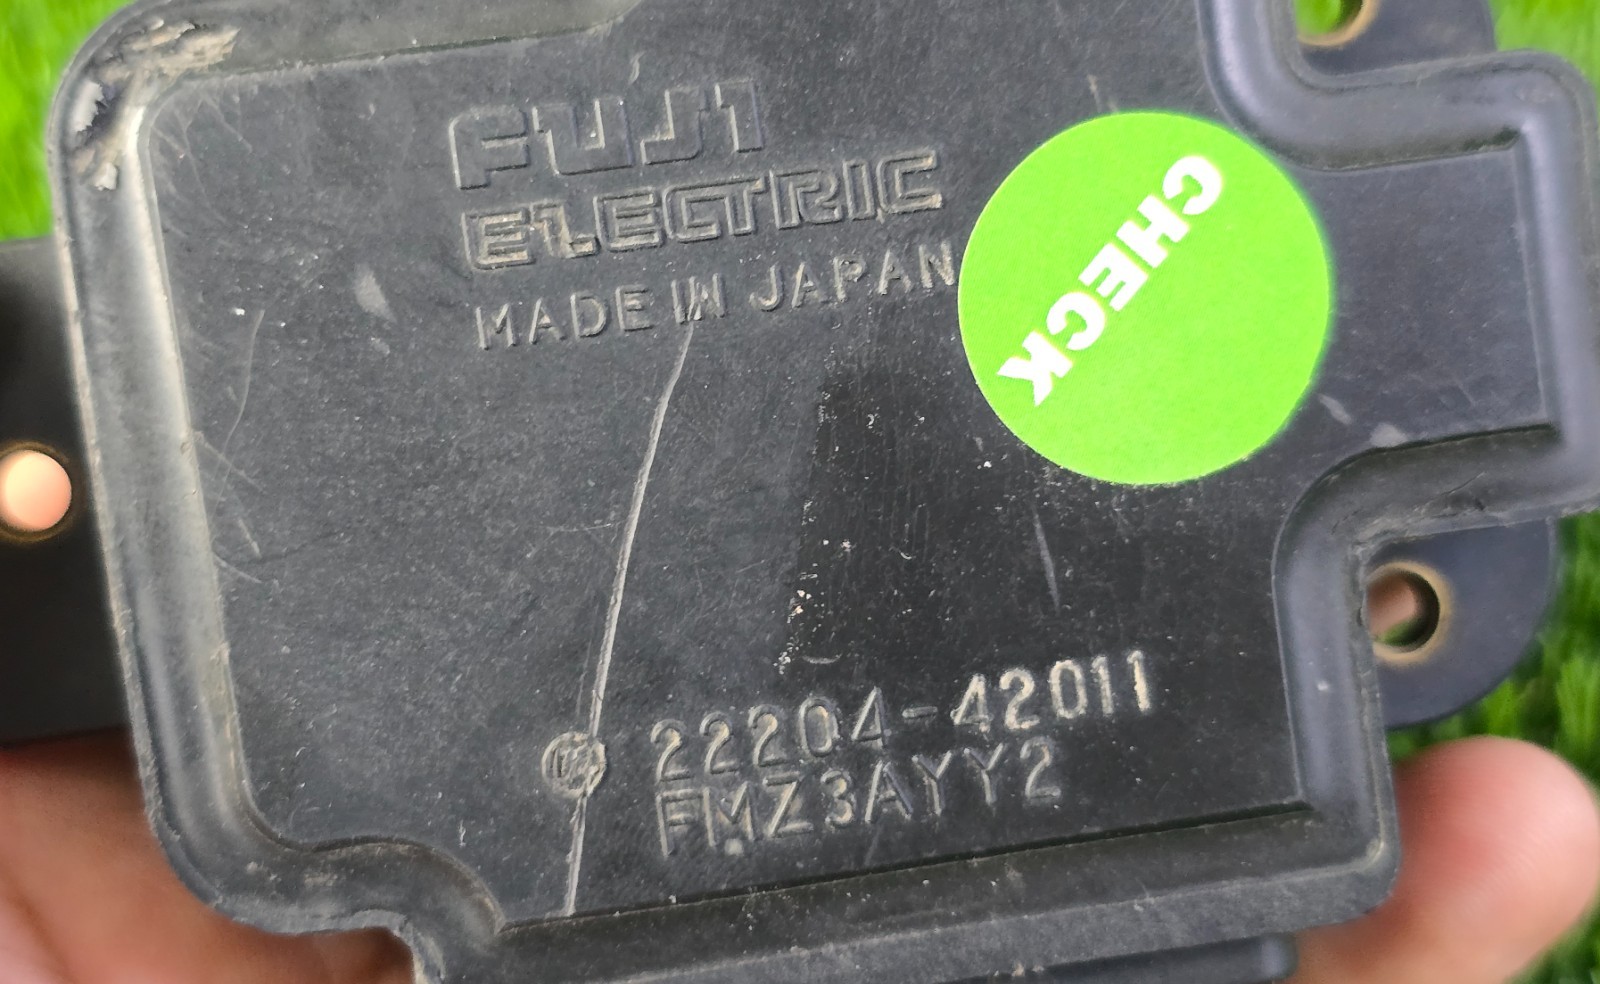 FUJI
ELECTRIC
MADE IN JAPAN
CHECK
22204-42011
FMZ3AYY2